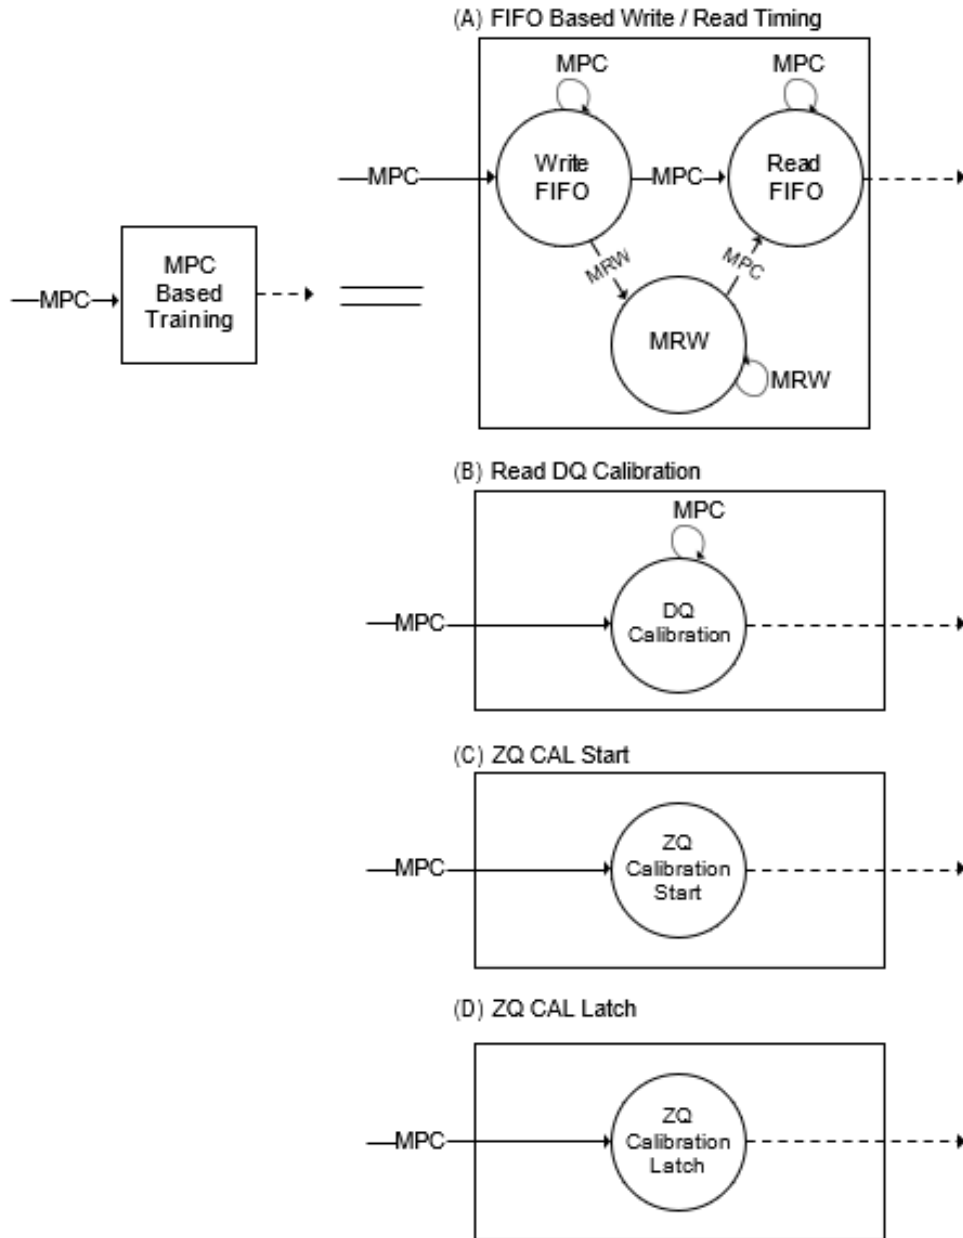 (A) FIFO Based Write / Read Timing
MPC
MPC
MPC
Write
FIFO
MPC
Read
FIFO
MRW
MPC
MRW
MRW
MPC
MPC
Based
Training
(B) Read DQ Calibration
MPC
MPC
DQ
Calibration
(C) ZQ CAL Start
MPC
ZQ
Calibration
Start
(D) ZQ CAL Latch
MPC
ZQ
Calibration
Latch